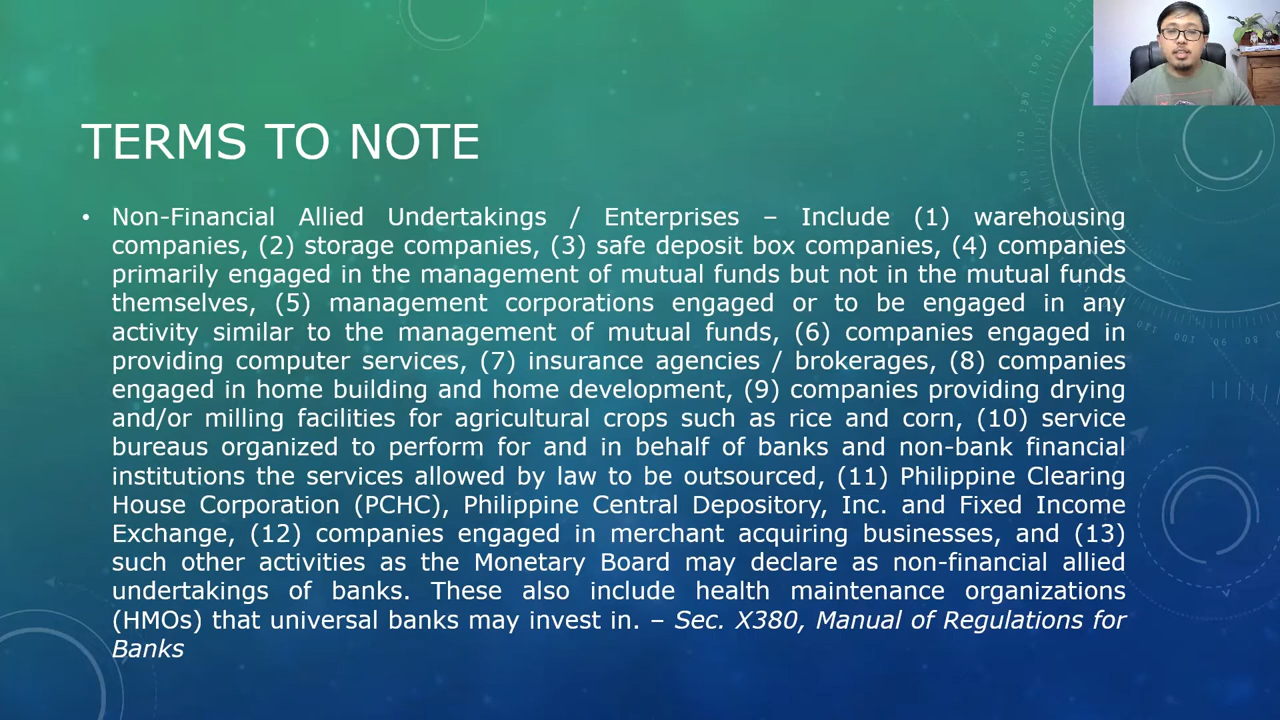 TERMS TO NOTE
• Non-Financial Allied Undertakings / Enterprises – Include (1) warehousing
companies, (2) storage companies, (3) safe deposit box companies, (4) companies
primarily engaged in the management of mutual funds but not in the mutual funds
themselves, (5) management corporations engaged or to be engaged in any
activity similar to the management of mutual funds, (6) companies engaged in
providing computer services, (7) insurance agencies / brokerages, (8) companies
engaged in home building and home development, (9) companies providing drying
and/or milling facilities for agricultural crops such as rice and corn, (10) service
bureaus organized to perform for and in behalf of banks and non-bank financial
institutions the services allowed by law to be outsourced, (11) Philippine Clearing
House Corporation (PCHC), Philippine Central Depository, Inc. and Fixed Income
Exchange, (12) companies engaged in merchant acquiring businesses, and (13)
such other activities as the Monetary Board may declare as non-financial allied
undertakings of banks. These also include health maintenance organizations
(HMOs) that universal banks may invest in. – Sec. X380, Manual of Regulations for
Banks